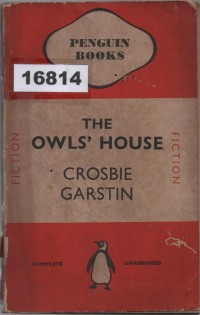 PENGUIN
BOOKS
16814
THE
OWLS' HOUSE
CROSBIE
GARSTIN
FICTION
FICTION
COMPLETE UNABRIDGED